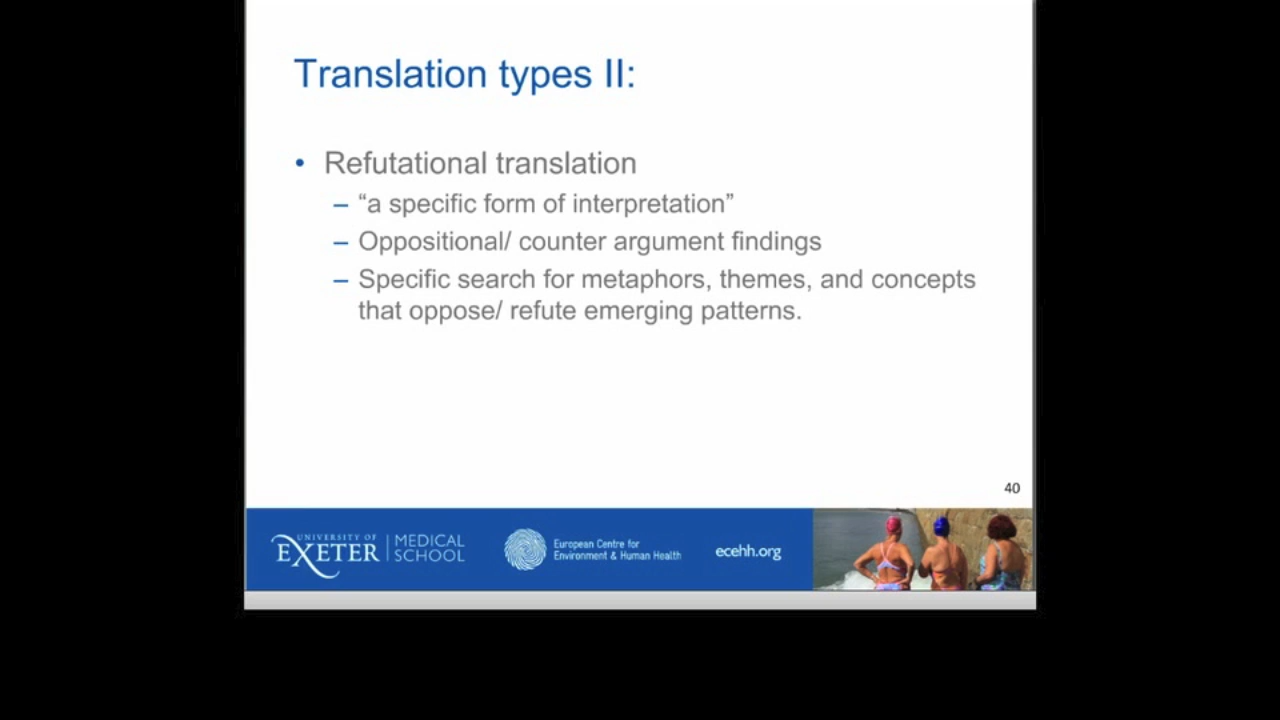 Translation types II:
• Refutational translation
– “a specific form of interpretation”
– Oppositional/ counter argument findings
– Specific search for metaphors, themes, and concepts
that oppose/ refute emerging patterns.
40
UNIVERSITY OF
EXETER
MEDICAL
SCHOOL
European Centre for
Environment & Human Health
ecehh.org